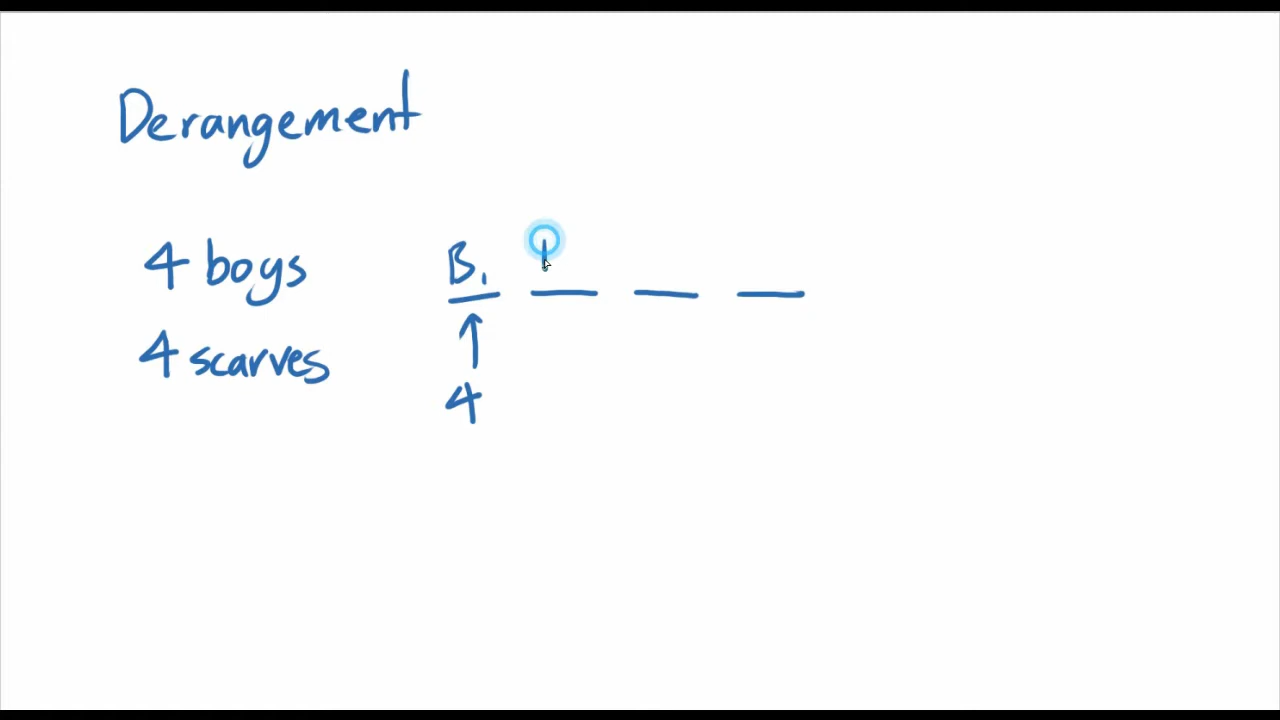 Derangement
4 boys
4 scarves
B₁
4